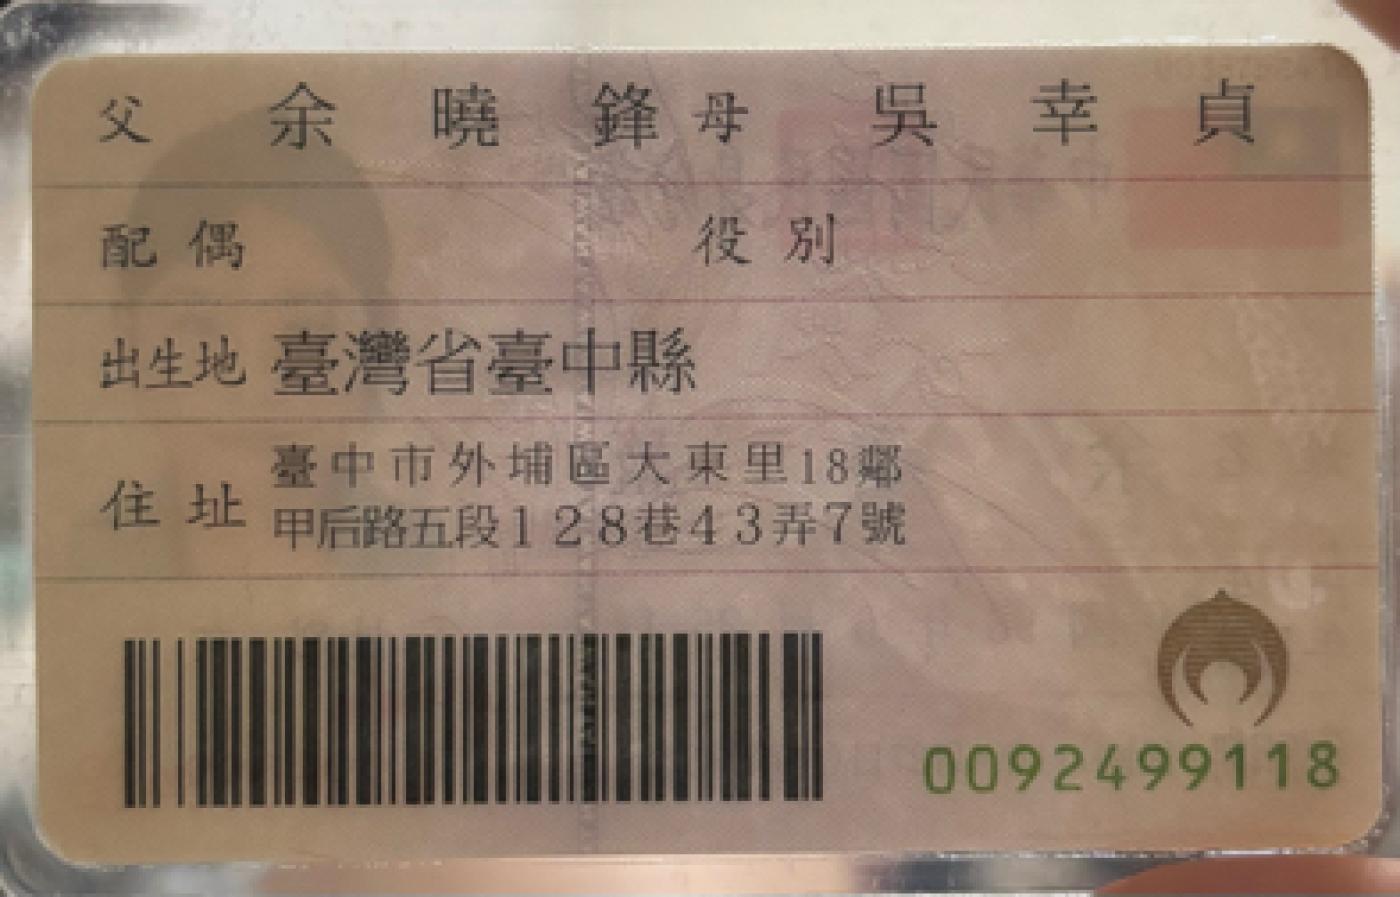 父 余曉鋒 母 吳幸貞
配偶 役別
出生地 臺灣省臺中縣
住址 臺中市外埔區大東里18鄰
甲后路五段128巷43弄7號
0092499118